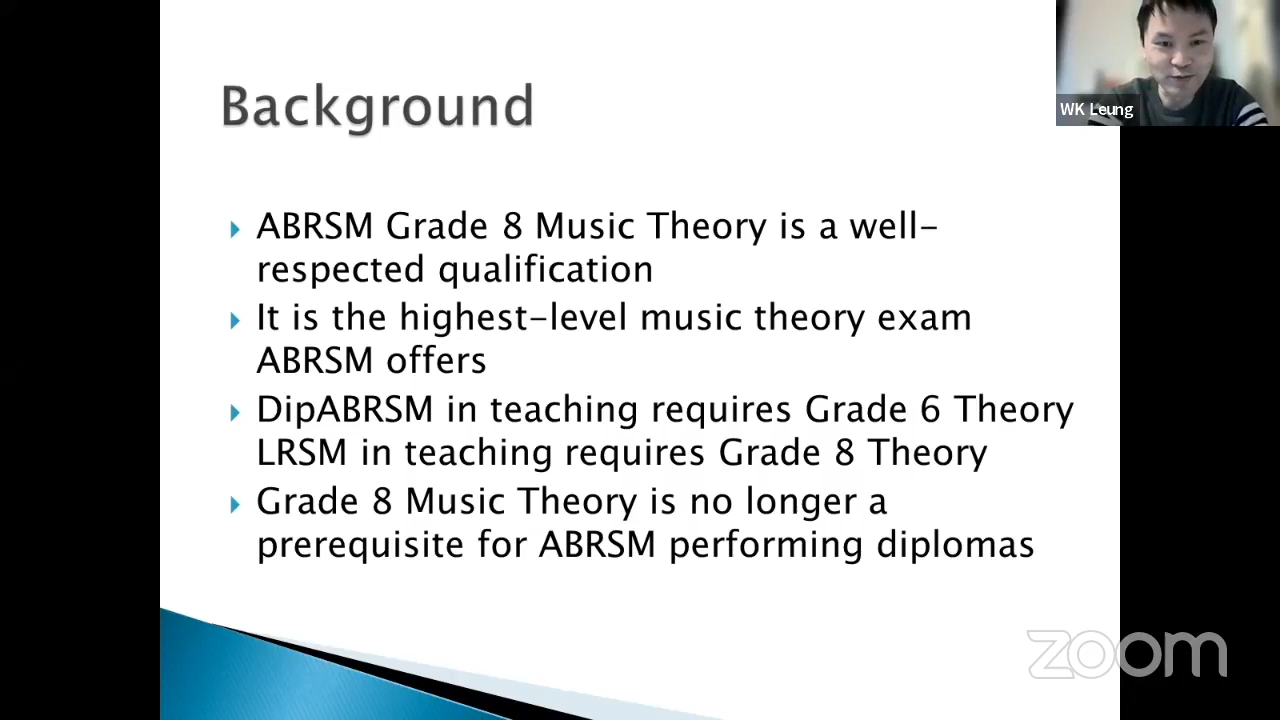 Background
WK Leung
ABRSM Grade 8 Music Theory is a well-
respected qualification
It is the highest-level music theory exam
ABRSM offers
DipABRSM in teaching requires Grade 6 Theory
LRSM in teaching requires Grade 8 Theory
Grade 8 Music Theory is no longer a
prerequisite for ABRSM performing diplomas
zoom